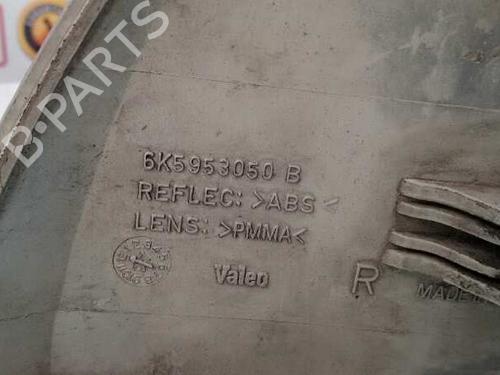 6K5953050 B
REFLEC: >ABS<
LENS: >PMMA<
Valeo
R
MADE
B-PARTS